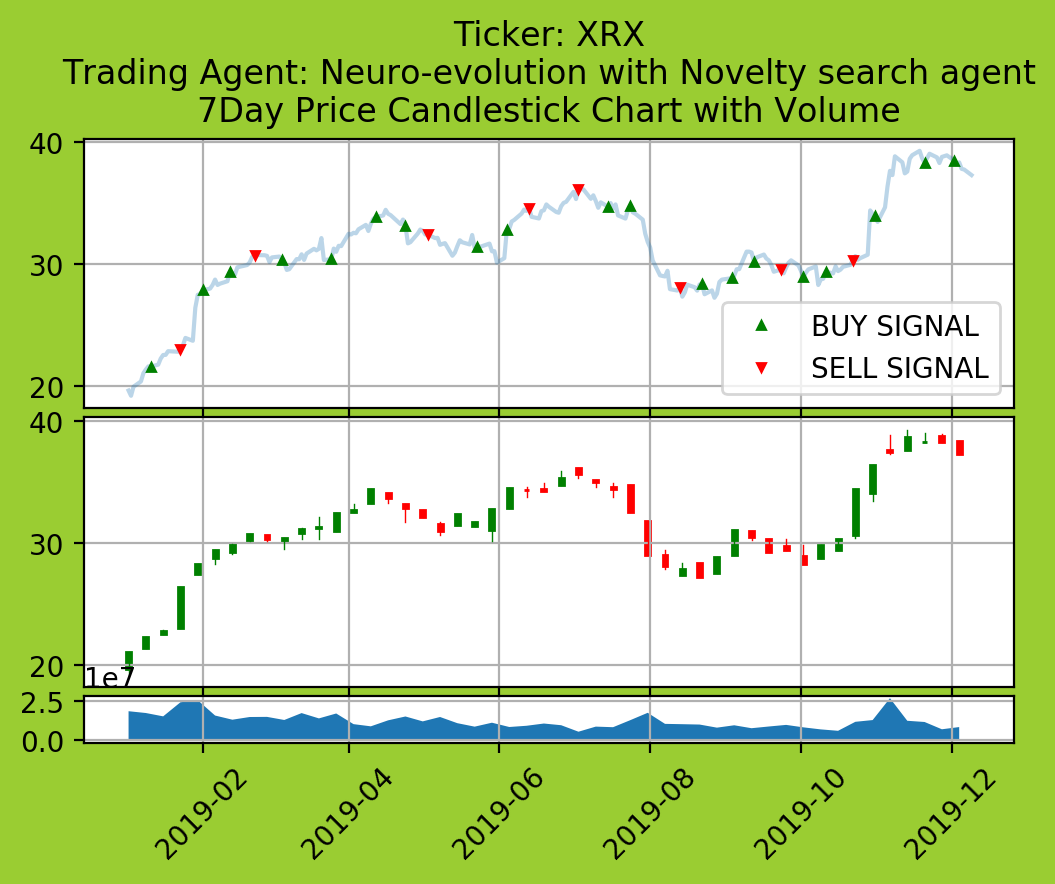 Ticker: XRX
Trading Agent: Neuro-evolution with Novelty search agent
7Day Price Candlestick Chart with Volume
40
30
20
BUY SIGNAL
SELL SIGNAL
40
30
20
1e7
2.5
0.0
2019-02
2019-04
2019-06
2019-08
2019-10
2019-12